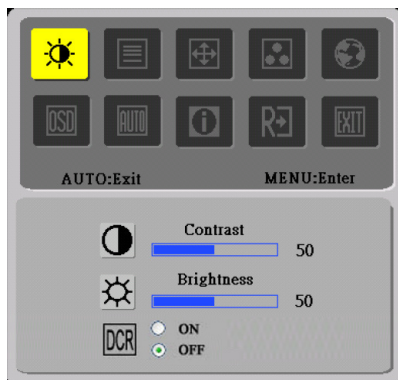 OSD AUTO i R EXIT
AUTO:Exit MENU:Enter
Contrast
50
Brightness
50
DCR ON
OFF